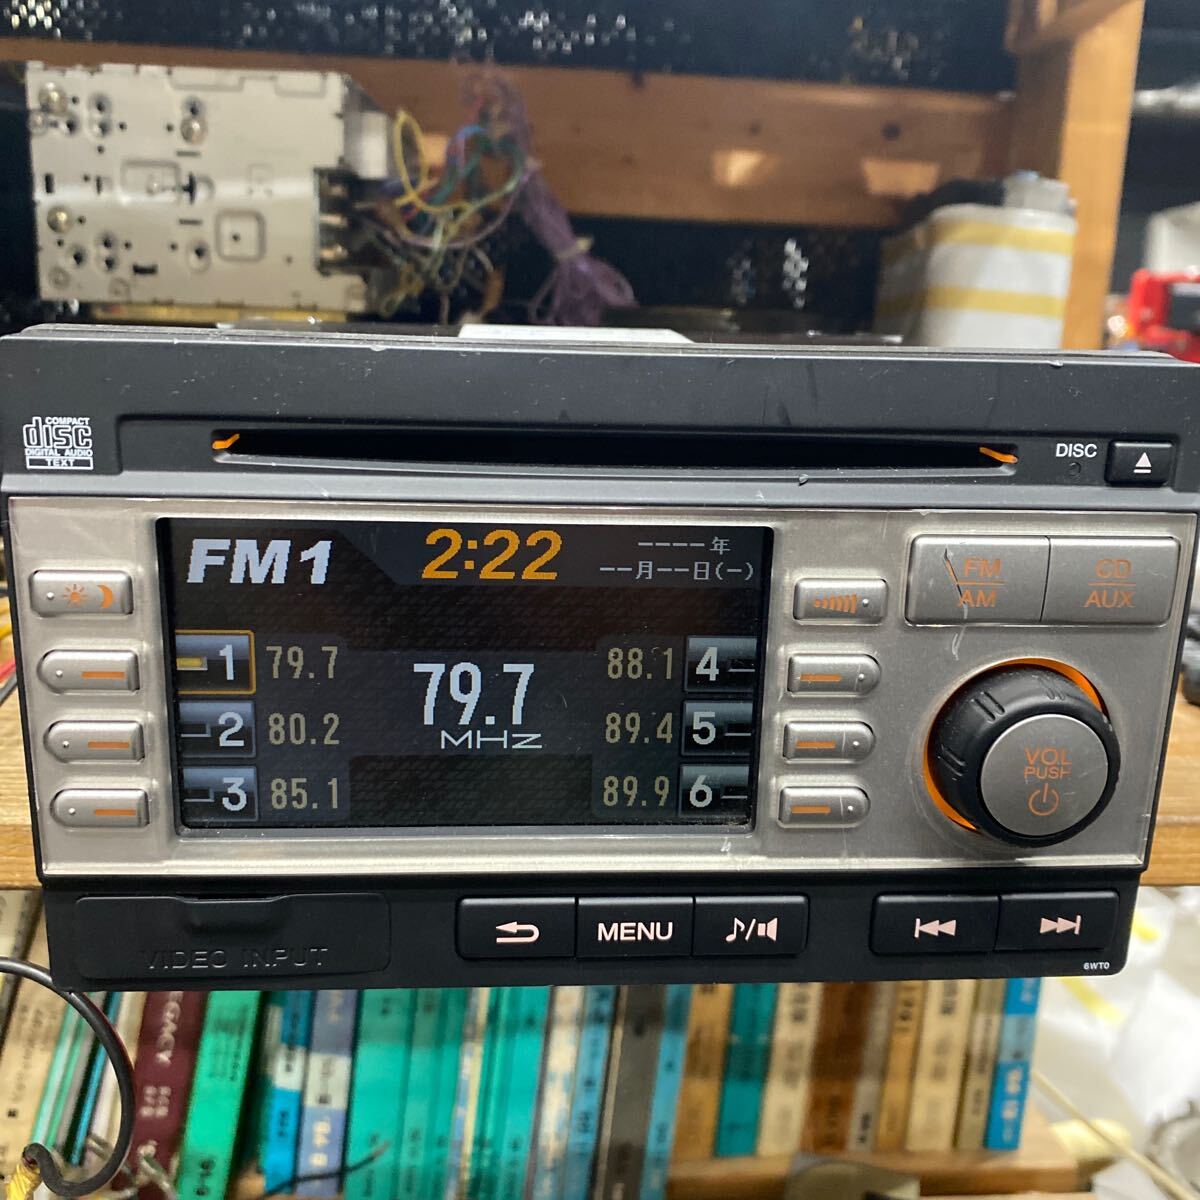 COMPACT
disc
DIGITAL AUDIO
TEXT
DISC
FM1
2:22
----年
--月--日(-)
FM
AM
CD
AUX
1 79.7
2 80.2
3 85.1
79.7
MHz
88.1 4
89.4 5
89.9 6
VOL
PUSH
VIDEO INPUT
MENU
6WT0